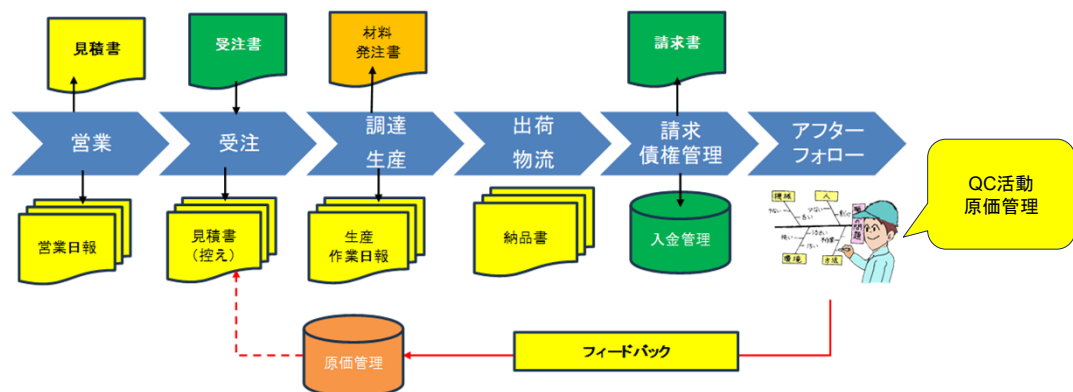 見積書
受注書
材料
発注書
請求書
営業
受注
調達
生産
出荷
物流
請求
債権管理
アフター
フォロー
QC活動
原価管理
営業日報
見積書
（控え）
生産
作業日報
納品書
入金管理
機械
人
環境
方法
原価管理
フィードバック